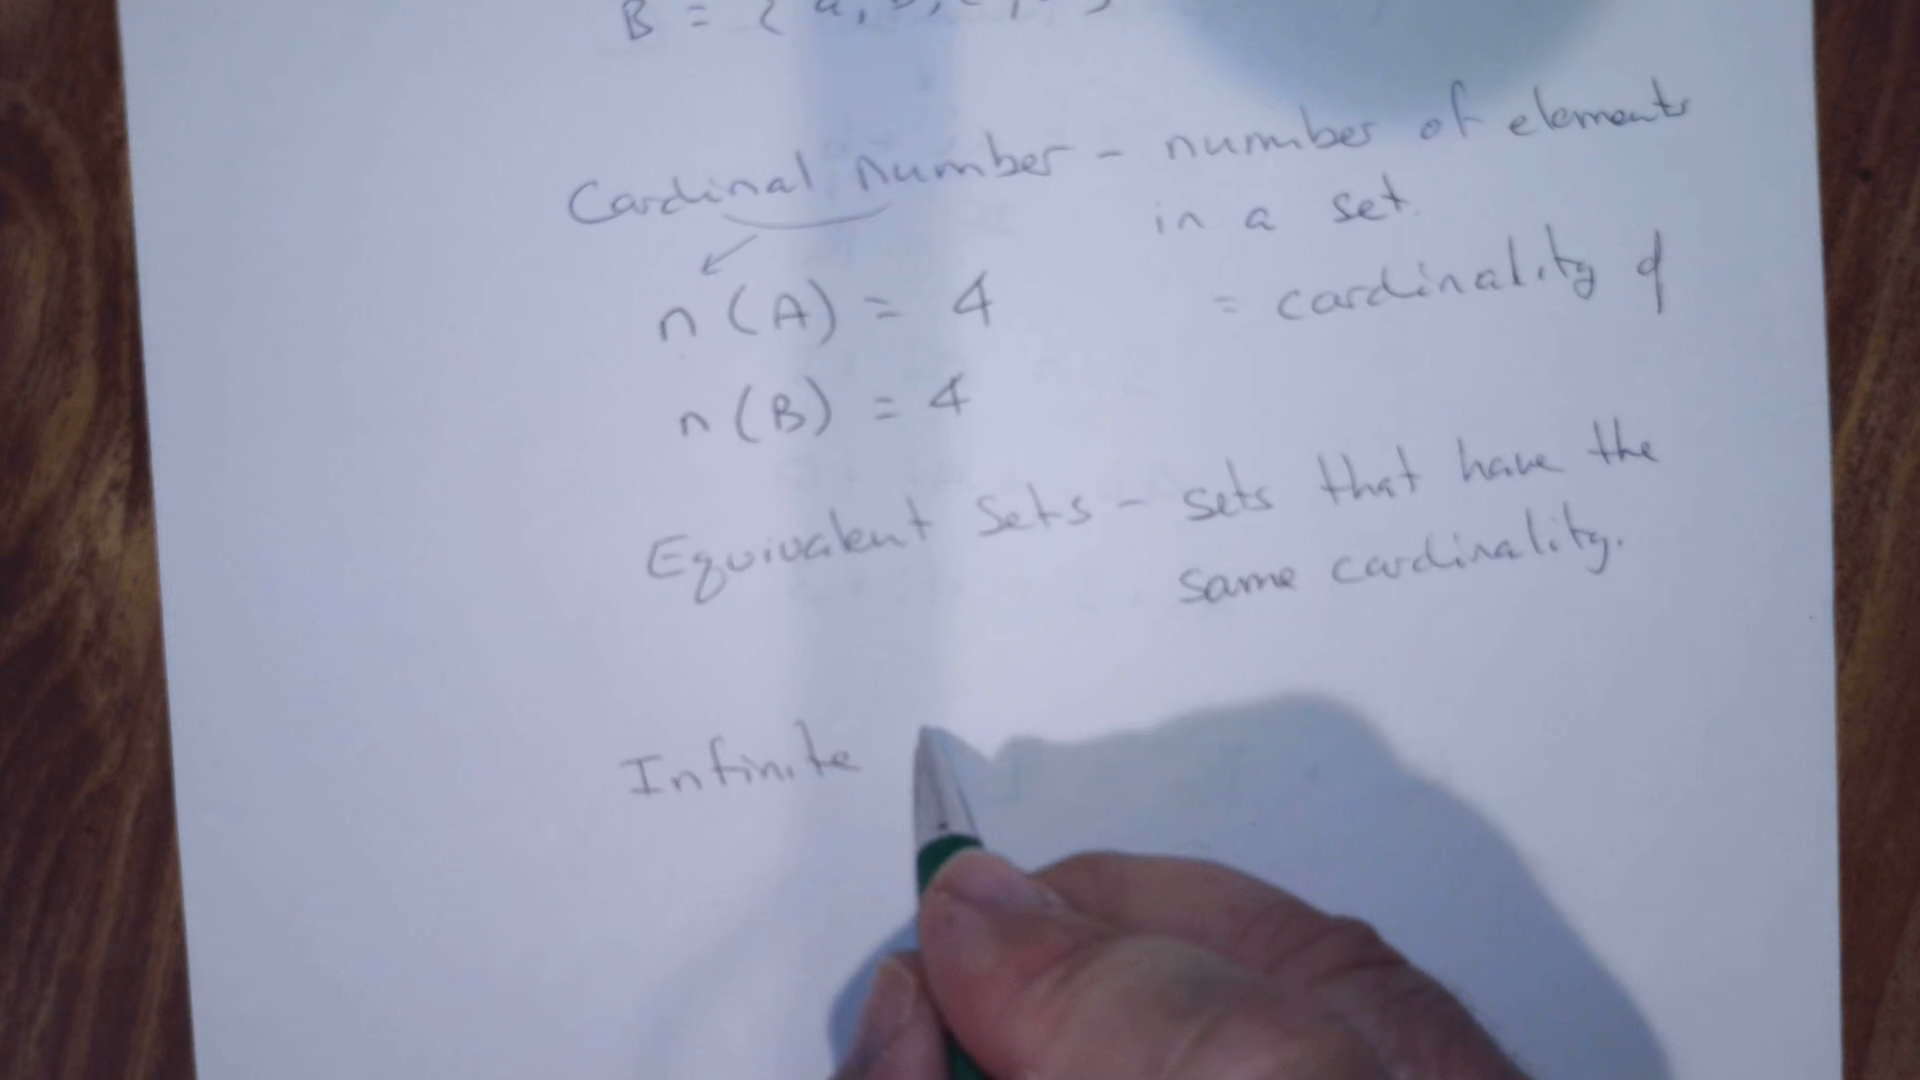 B = { a,
Cardinal Number - number of elements
in a set.
n (A) = 4 = cardinality of
n (B) = 4
Equivalent Sets - sets that have the
same cardinality.
Infinite